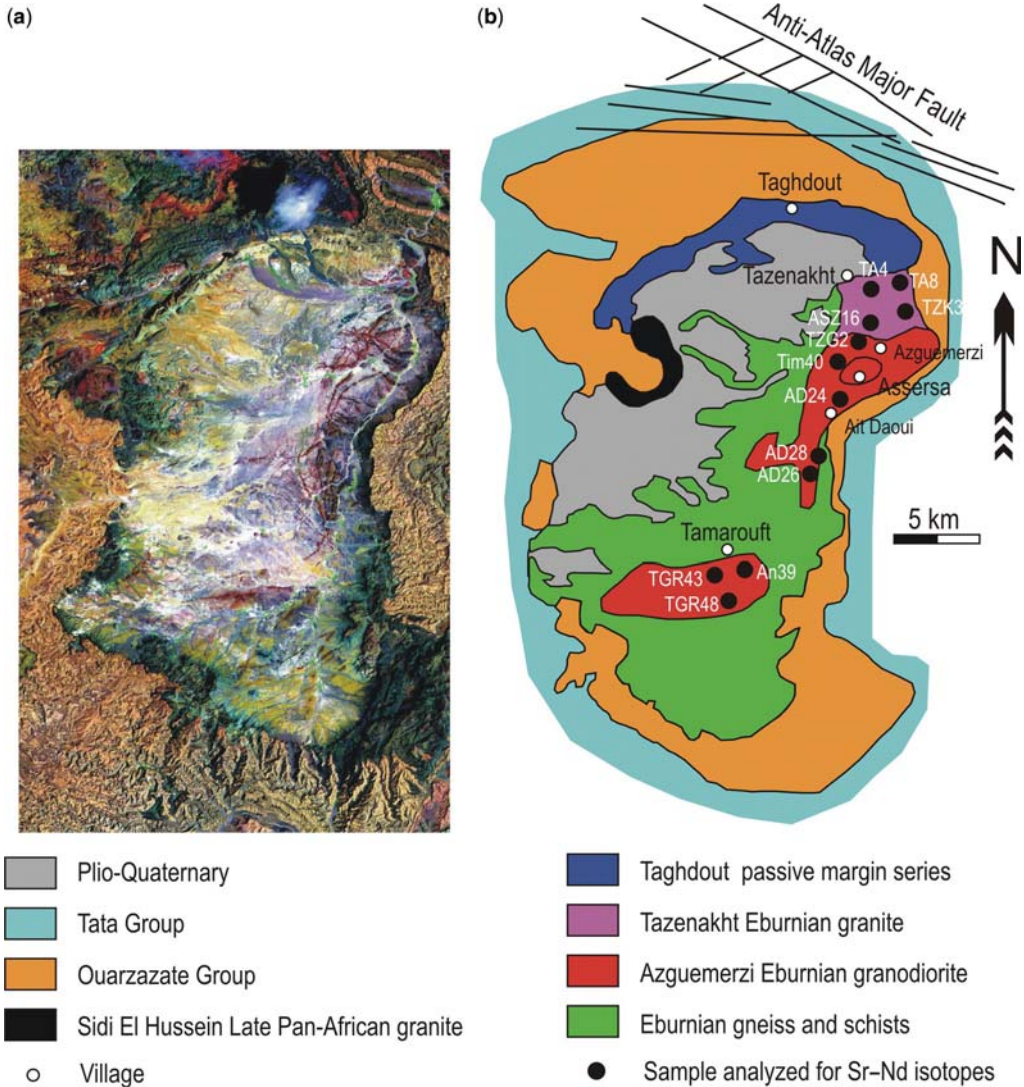 (a)
(b)
Anti-Atlas Major Fault
Taghdout
Tazenakht
TA4
TA8
TZK3
ASZ16
TZG2
Azguemerzi
Tim40
Assersa
AD24
Ait Daoui
AD28
AD26
N
5 km
Tamarouft
TGR43
An39
TGR48
Plio-Quaternary
Tata Group
Ouarzazate Group
Sidi El Hussein Late Pan-African granite
Village
Taghdout passive margin series
Tazenakht Eburnian granite
Azguemerzi Eburnian granodiorite
Eburnian gneiss and schists
Sample analyzed for Sr–Nd isotopes